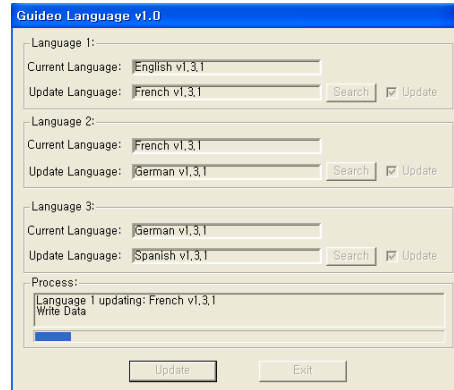 Guideo Language v1.0
Language 1:
Current Language: English v1.3.1
Update Language: French v1.3.1 Search Update
Language 2:
Current Language: French v1.3.1
Update Language: German v1.3.1 Search Update
Language 3:
Current Language: German v1.3.1
Update Language: Spanish v1.3.1 Search Update
Process:
Language 1 updating: French v1.3.1
Write Data
Update Exit